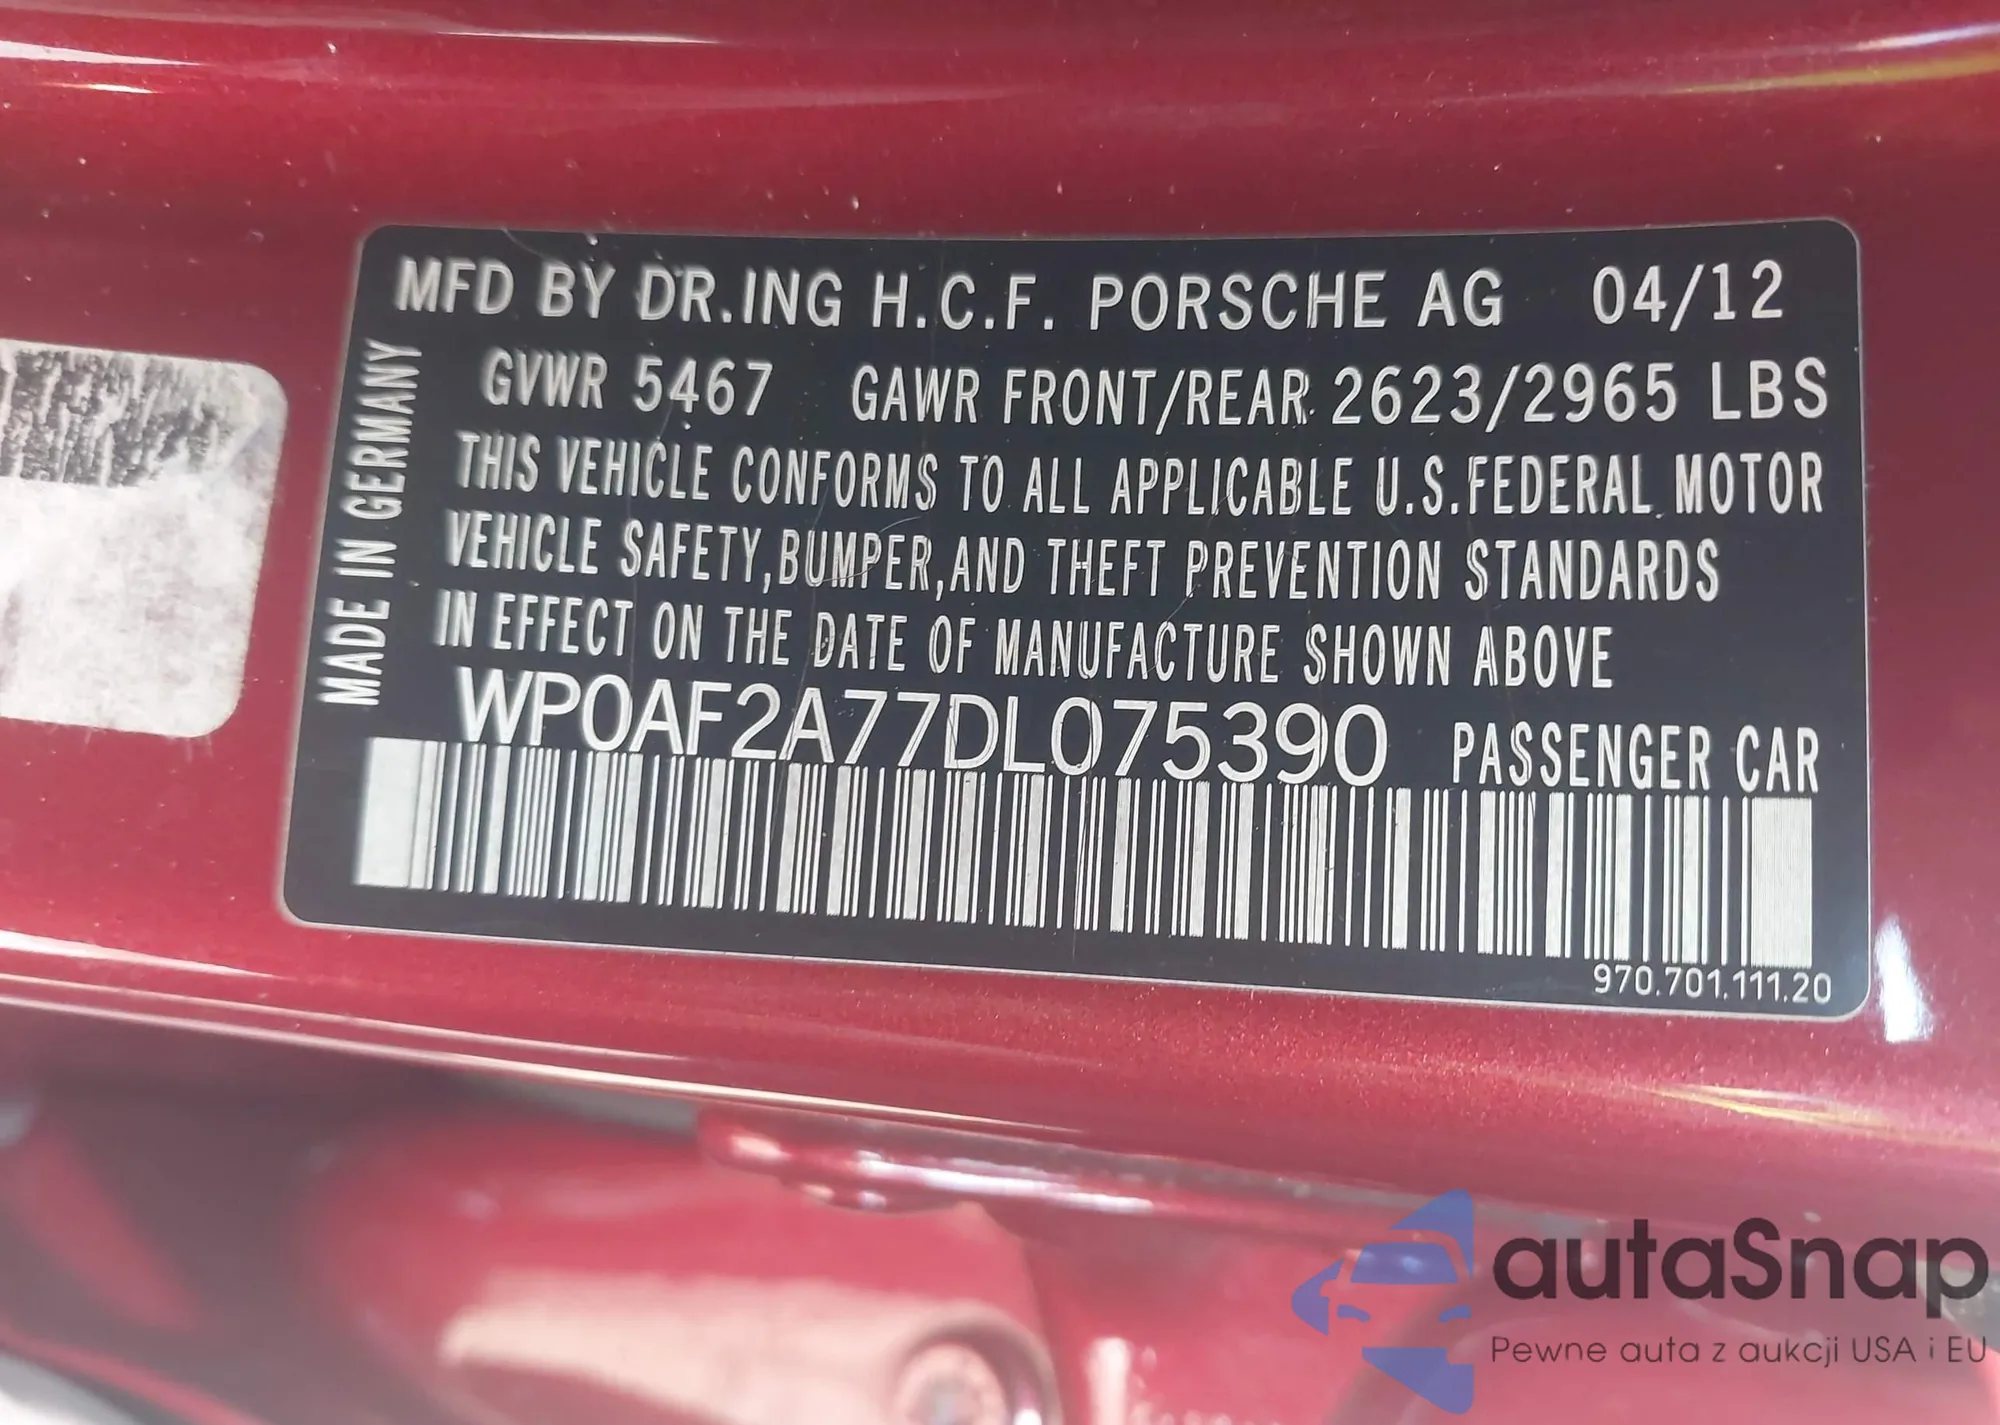 MFD BY DR.ING H.C.F. PORSCHE AG 04/12
GVWR 5467 GAWR FRONT/REAR 2623/2965 LBS
THIS VEHICLE CONFORMS TO ALL APPLICABLE U.S.FEDERAL MOTOR
VEHICLE SAFETY,BUMPER,AND THEFT PREVENTION STANDARDS
IN EFFECT ON THE DATE OF MANUFACTURE SHOWN ABOVE
WP0AF2A77DL075390 PASSENGER CAR
970.701.111.20
MADE IN GERMANY
autaSnap
Pewne auta z aukcji USA i EU